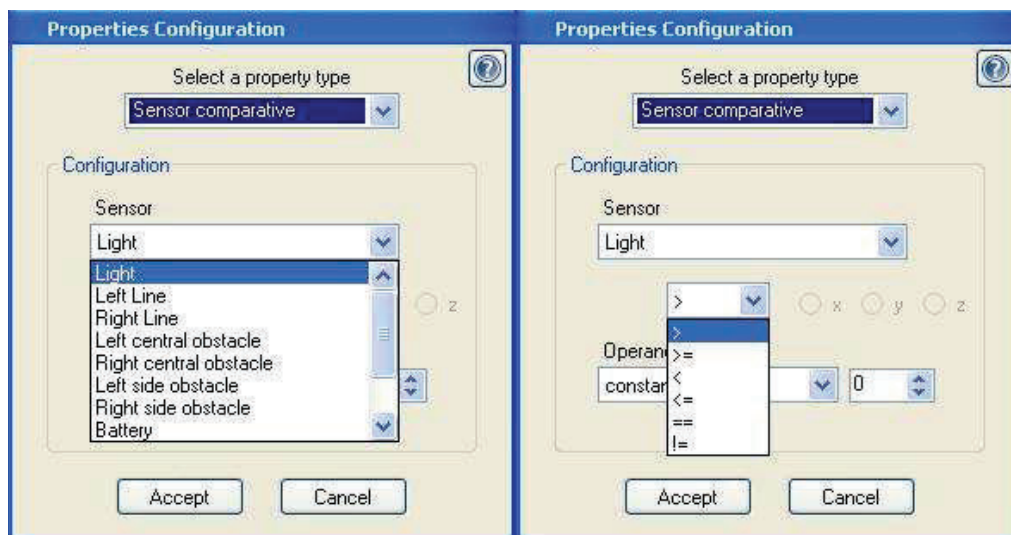 Properties Configuration
Select a property type
Sensor comparative
Configuration
Sensor
Light
Light
Left Line
Right Line
Left central obstacle
Right central obstacle
Left side obstacle
Right side obstacle
Battery
z
Accept
Cancel
Properties Configuration
Select a property type
Sensor comparative
Configuration
Sensor
Light
> x y z
>
>=
<
<=
==
!=
Operan
constan
0
Accept
Cancel